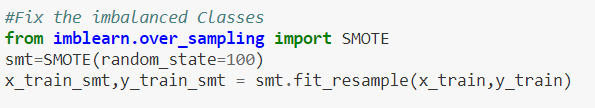 #Fix the imbalanced Classes
from imblearn.over_sampling import SMOTE
smt=SMOTE(random_state=100)
x_train_smt,y_train_smt = smt.fit_resample(x_train,y_train)